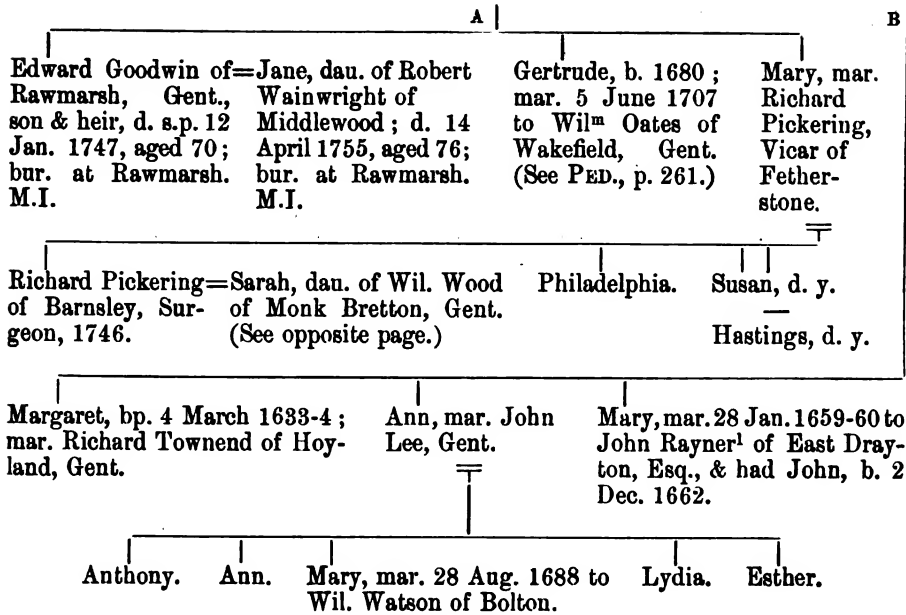 A B
Edward Goodwin of=Jane, dau. of Robert
Rawmarsh, Gent., Wainwright of
son & heir, d. s.p. 12 Middlewood ; d. 14
Jan. 1747, aged 70 ; April 1755, aged 76;
bur. at Rawmarsh. bur. at Rawmarsh.
M.I. M.I.
Gertrude, b. 1680 ;
mar. 5 June 1707
to Wilᵐ Oates of
Wakefield, Gent.
(See PED., p. 261.)
Mary, mar.
Richard
Pickering,
Vicar of
Fether-
stone.
Richard Pickering=Sarah, dau. of Wil. Wood
of Barnsley, Sur- of Monk Bretton, Gent.
geon, 1746. (See opposite page.)
Philadelphia.
Susan, d. y.
Hastings, d. y.
Margaret, bp. 4 March 1633-4 ;
mar. Richard Townend of Hoy-
land, Gent.
Ann, mar. John
Lee, Gent.
Mary, mar. 28 Jan. 1659-60 to
John Rayner¹ of East Dray-
ton, Esq., & had John, b. 2
Dec. 1662.
Anthony.
Ann.
Mary, mar. 28 Aug. 1688 to
Wil. Watson of Bolton.
Lydia.
Esther.